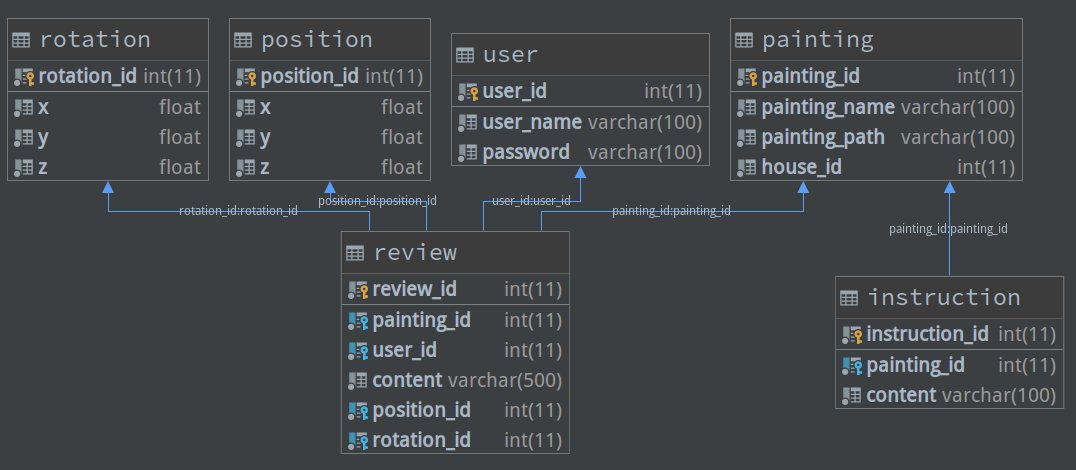 rotation
rotation_id int(11)
x float
y float
z float
position
position_id int(11)
x float
y float
z float
user
user_id int(11)
user_name varchar(100)
password varchar(100)
painting
painting_id int(11)
painting_name varchar(100)
painting_path varchar(100)
house_id int(11)
rotation_id:rotation_id
position_id:position_id
user_id:user_id
painting_id:painting_id
painting_id:painting_id
review
review_id int(11)
painting_id int(11)
user_id int(11)
content varchar(500)
position_id int(11)
rotation_id int(11)
instruction
instruction_id int(11)
painting_id int(11)
content varchar(100)